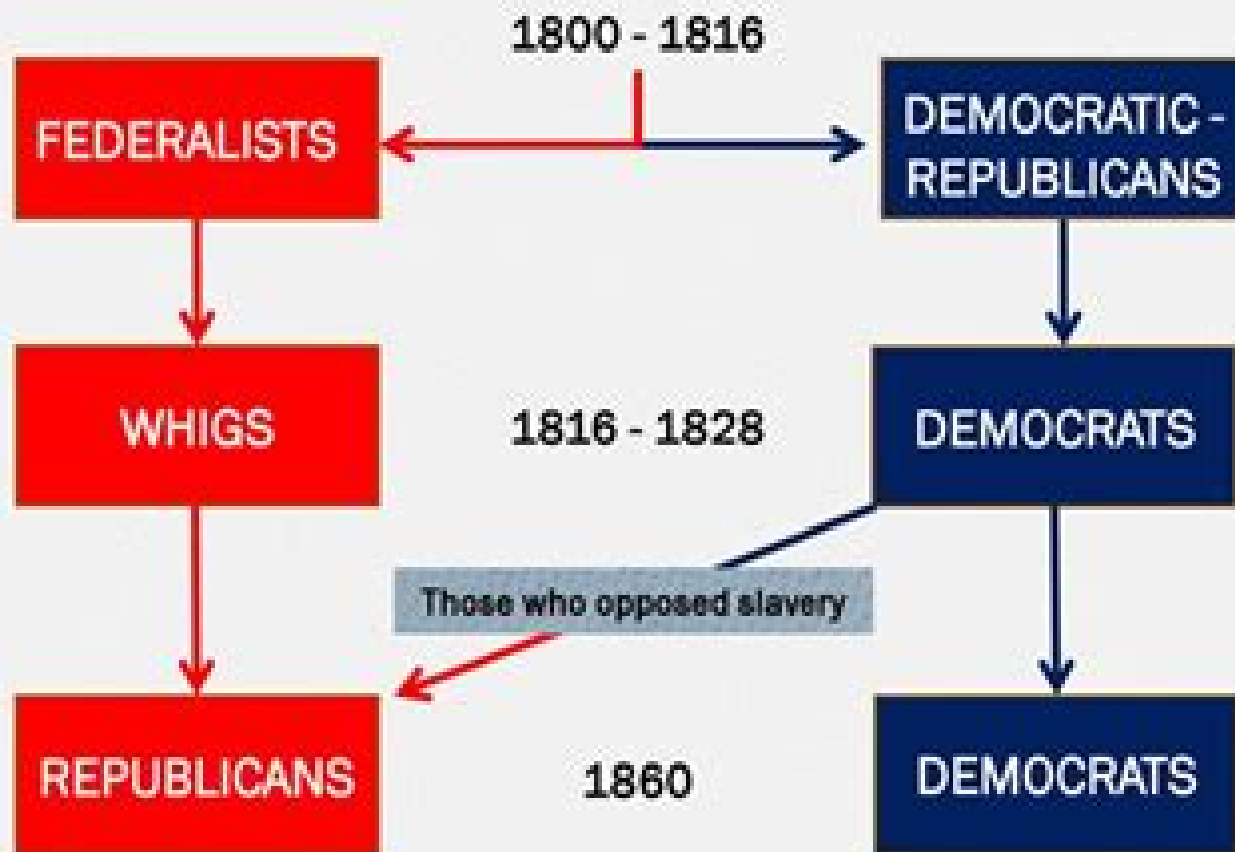 1800 - 1816
FEDERALISTS
DEMOCRATIC -
REPUBLICANS
WHIGS
1816 - 1828
DEMOCRATS
Those who opposed slavery
REPUBLICANS
1860
DEMOCRATS